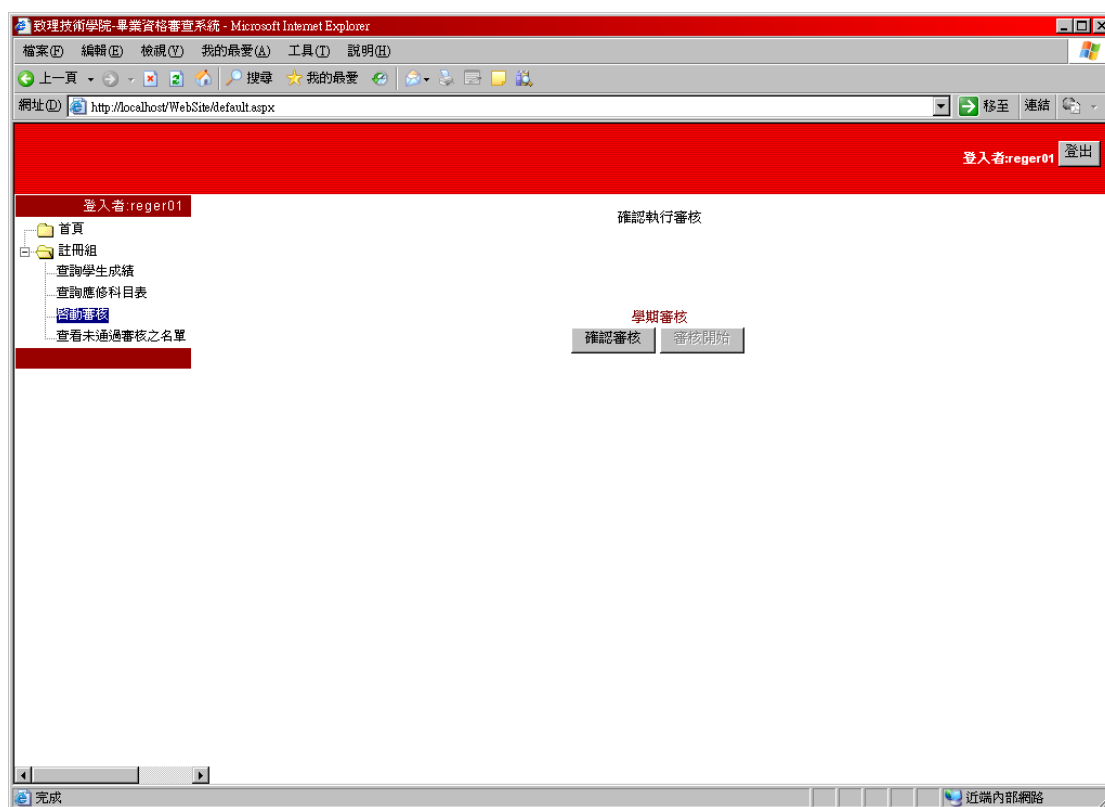 致理技術學院-畢業資格審查系統 - Microsoft Internet Explorer
檔案(F) 編輯(E) 檢視(V) 我的最愛(A) 工具(T) 說明(H)
上一頁 搜尋 我的最愛
網址(D) http://localhost/WebSite/default.aspx 移至 連結
登入者:reger01 登出
登入者:reger01
首頁
註冊組
查詢學生成績
查詢應修科目表
啟動審核
查看未通過審核之名單
確認執行審核
學期審核
確認審核 審核開始
完成 近端內部網路